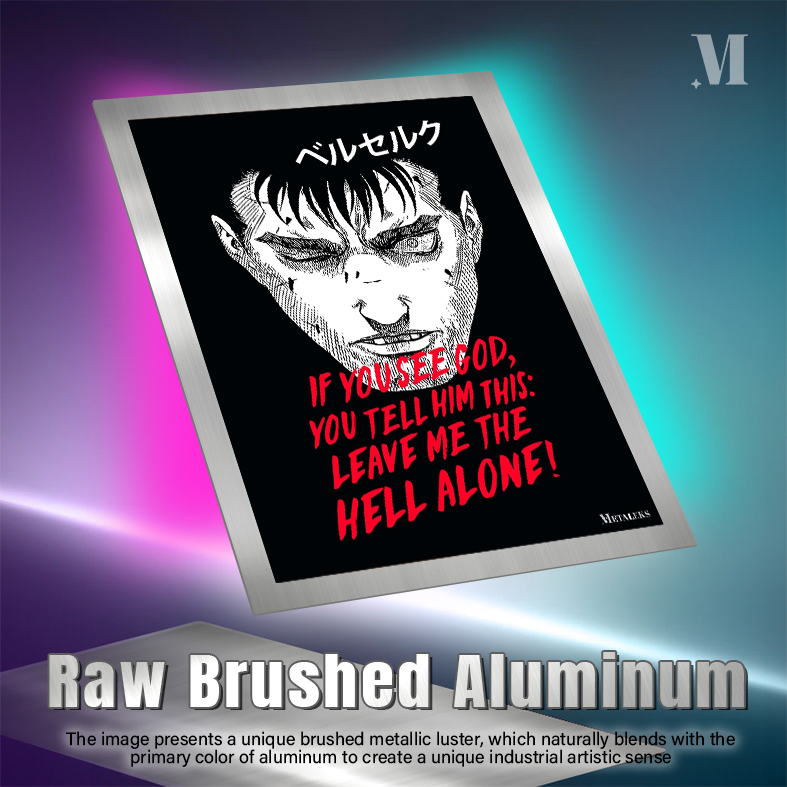 M
ベルセルク
IF YOU SEE GOD,
YOU TELL HIM THIS:
LEAVE ME THE
HELL ALONE!
METALEKS
Raw Brushed Aluminum
The image presents a unique brushed metallic luster, which naturally blends with the
primary color of aluminum to create a unique industrial artistic sense